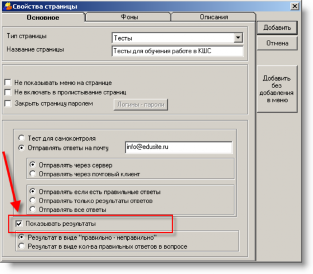 Свойства страницы
Основное
Фоны
Описания
Добавить
Отмена
Добавить
без
добавления
в меню
Тип страницы
Тесты
Название страницы
Тесты для обучения работе в КШС
Не показывать меню на странице
Не включать в прописывание страниц
Закрыть страницу паролем
Логины - пароли
Тест для самоконтроля
Отправлять ответы на почту.
info@edusite.ru
Отправлять через сервер
Отправлять через почтовый клиент
Отправлять если есть правильные ответы
Отправлять только результаты ответов
Отправлять все ответы
Показывать результаты
Результат в виде "правильно - неправильно"
Результат в виде кол-ва правильных ответов в вопросе